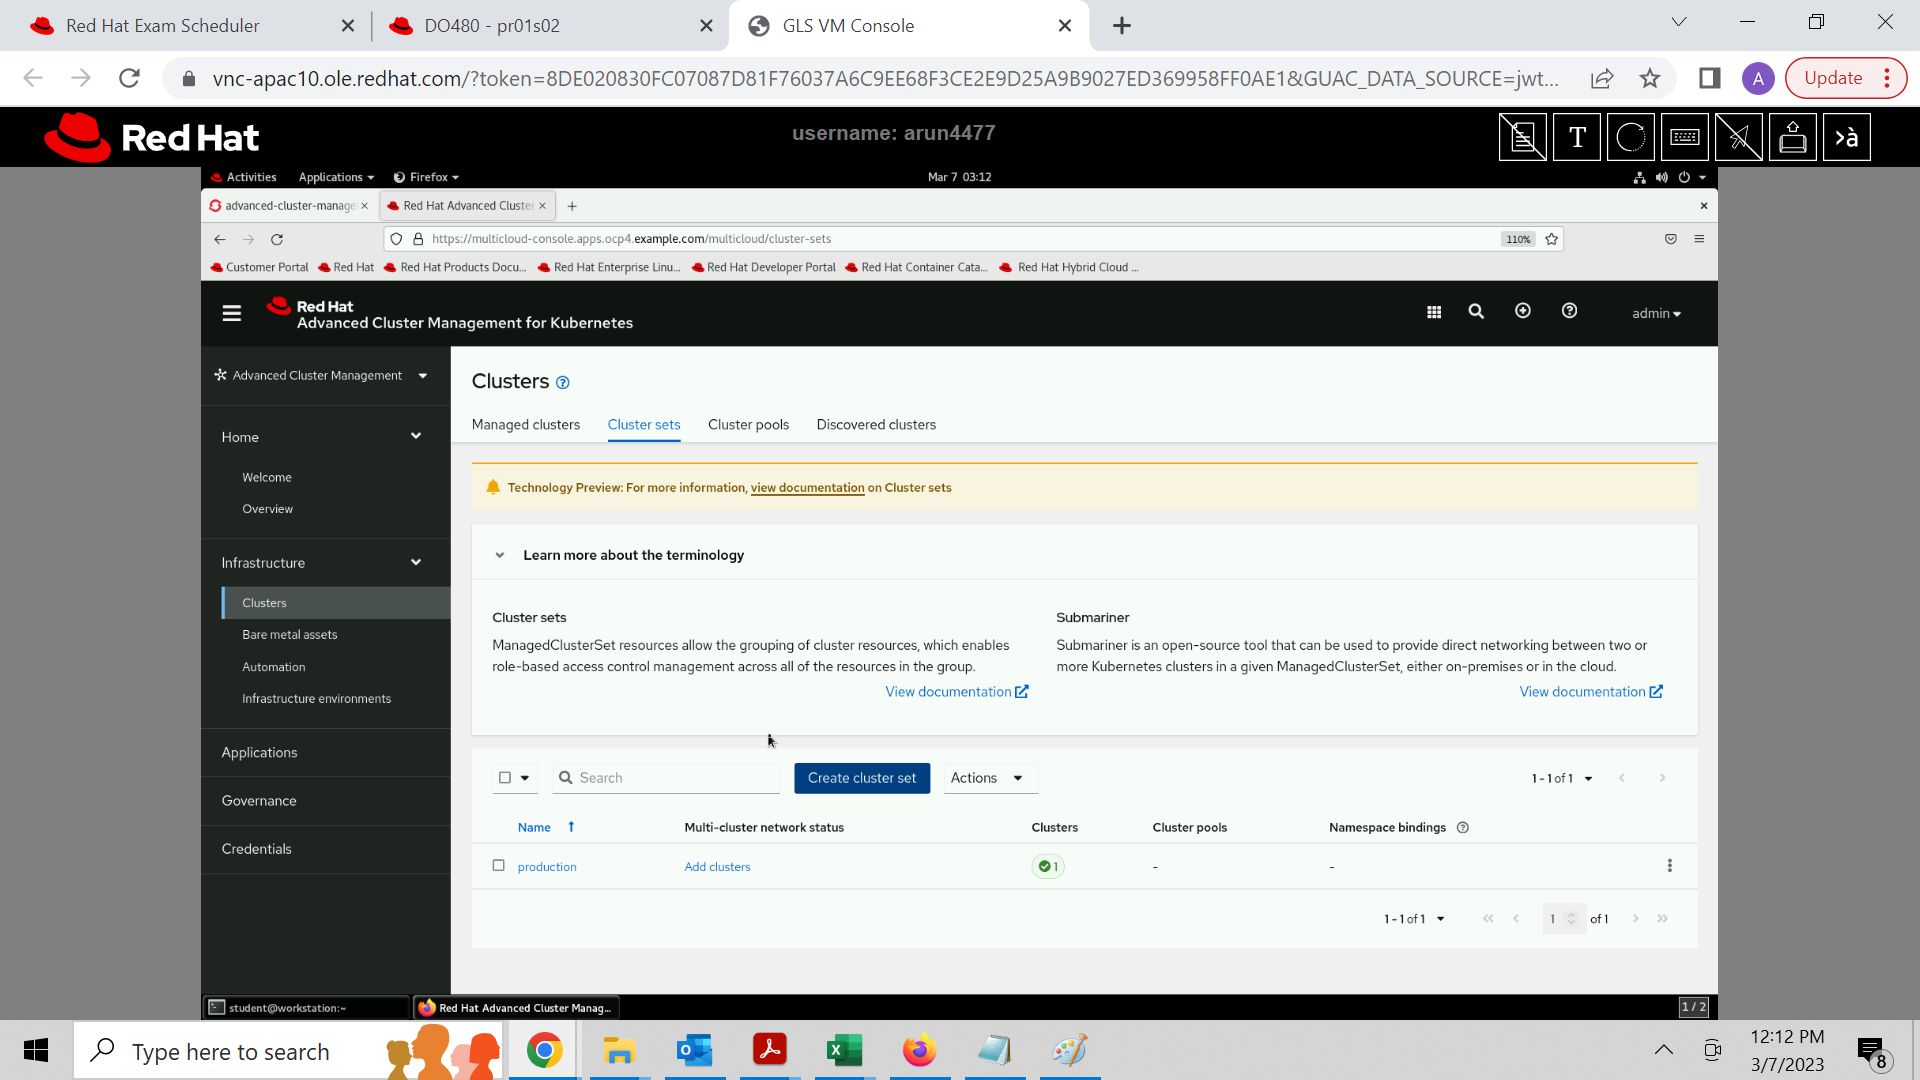 Red Hat Exam Scheduler
DO480 - pr01s02
GLS VM Console
vnc-apac10.ole.redhat.com/?token=8DE020830FC07087D81F76037A6C9EE68F3CE2E9D25A9B9027ED369958FF0AE1&GUAC_DATA_SOURCE=jwt...
A
Update
Red Hat
username: arun4477
T
>à
Activities
Applications
Firefox
Mar 7 03:12
advanced-cluster-manage
Red Hat Advanced Cluster
https://multicloud-console.apps.ocp4.example.com/multicloud/cluster-sets
110%
Customer Portal
Red Hat
Red Hat Products Docu...
Red Hat Enterprise Linu...
Red Hat Developer Portal
Red Hat Container Cata...
Red Hat Hybrid Cloud ...
Red Hat
Advanced Cluster Management for Kubernetes
admin
Advanced Cluster Management
Home
Welcome
Overview
Infrastructure
Clusters
Bare metal assets
Automation
Infrastructure environments
Applications
Governance
Credentials
Clusters
Managed clusters
Cluster sets
Cluster pools
Discovered clusters
Technology Preview: For more information, view documentation on Cluster sets
Learn more about the terminology
Cluster sets
ManagedClusterSet resources allow the grouping of cluster resources, which enables
role-based access control management across all of the resources in the group.
View documentation
Submariner
Submariner is an open-source tool that can be used to provide direct networking between two or
more Kubernetes clusters in a given ManagedClusterSet, either on-premises or in the cloud.
View documentation
Search
Create cluster set
Actions
1 - 1 of 1
Name
Multi-cluster network status
Clusters
Cluster pools
Namespace bindings
production
Add clusters
1
-
-
1 - 1 of 1
1
of 1
student@workstation:~
Red Hat Advanced Cluster Manag...
1 / 2
Type here to search
12:12 PM
3/7/2023
8